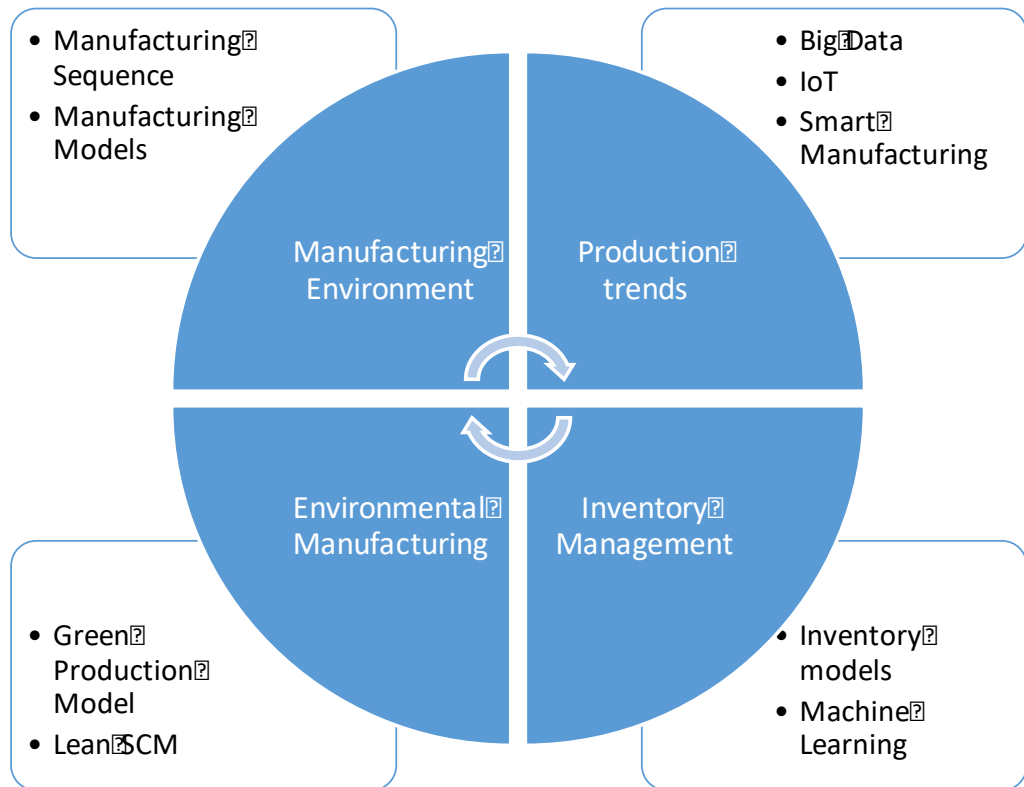 • Manufacturing⍰
Sequence
• Manufacturing⍰
Models
• Big⍰Data
• IoT
• Smart⍰
Manufacturing
Manufacturing⍰
Environment
Production⍰
trends
Environmental⍰
Manufacturing
Inventory⍰
Management
• Green⍰
Production⍰
Model
• Lean⍰SCM
• Inventory⍰
models
• Machine⍰
Learning